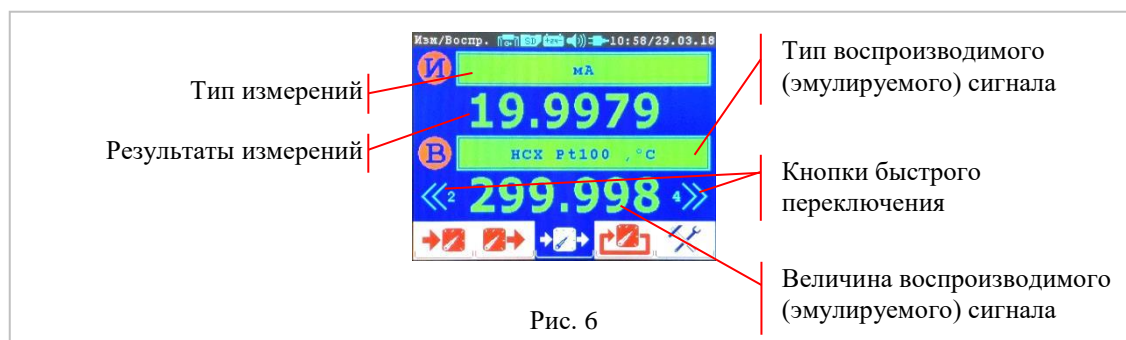 Изм/Воспр. SD 10:58/29.03.18
И
мА
Тип измерений
19.9979
Результаты измерений
В
НСХ Pt100 ,°C
2
299.998
4
Тип воспроизводимого
(эмулируемого) сигнала
Кнопки быстрого
переключения
Величина воспроизводимого
(эмулируемого) сигнала
Рис. 6